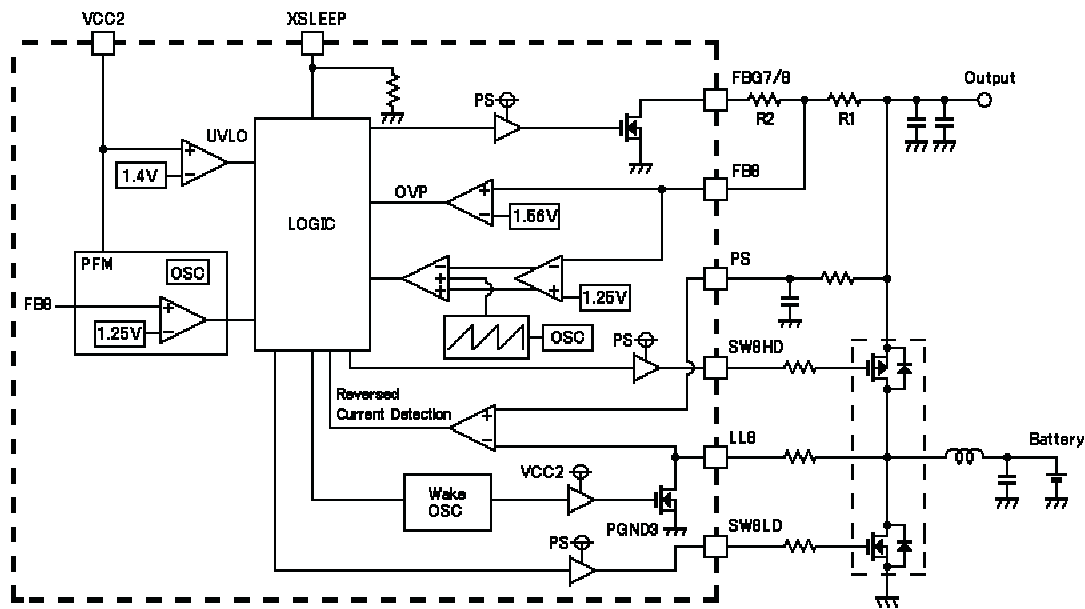 VCC2
XSLEEP
FBG7/8
R2
R1
Output
PS
UVLO
+
−
1.4V
LOGIC
OVP
+
−
1.56V
FB8
PFM
OSC
FB8
+
−
1.25V
−
+
+
−
+
1.25V
OSC
PS
PS
SW8HD
Reversed
Current Detection
+
−
LL8
Battery
Wake
OSC
VCC2
PGND3
SW8LD
PS